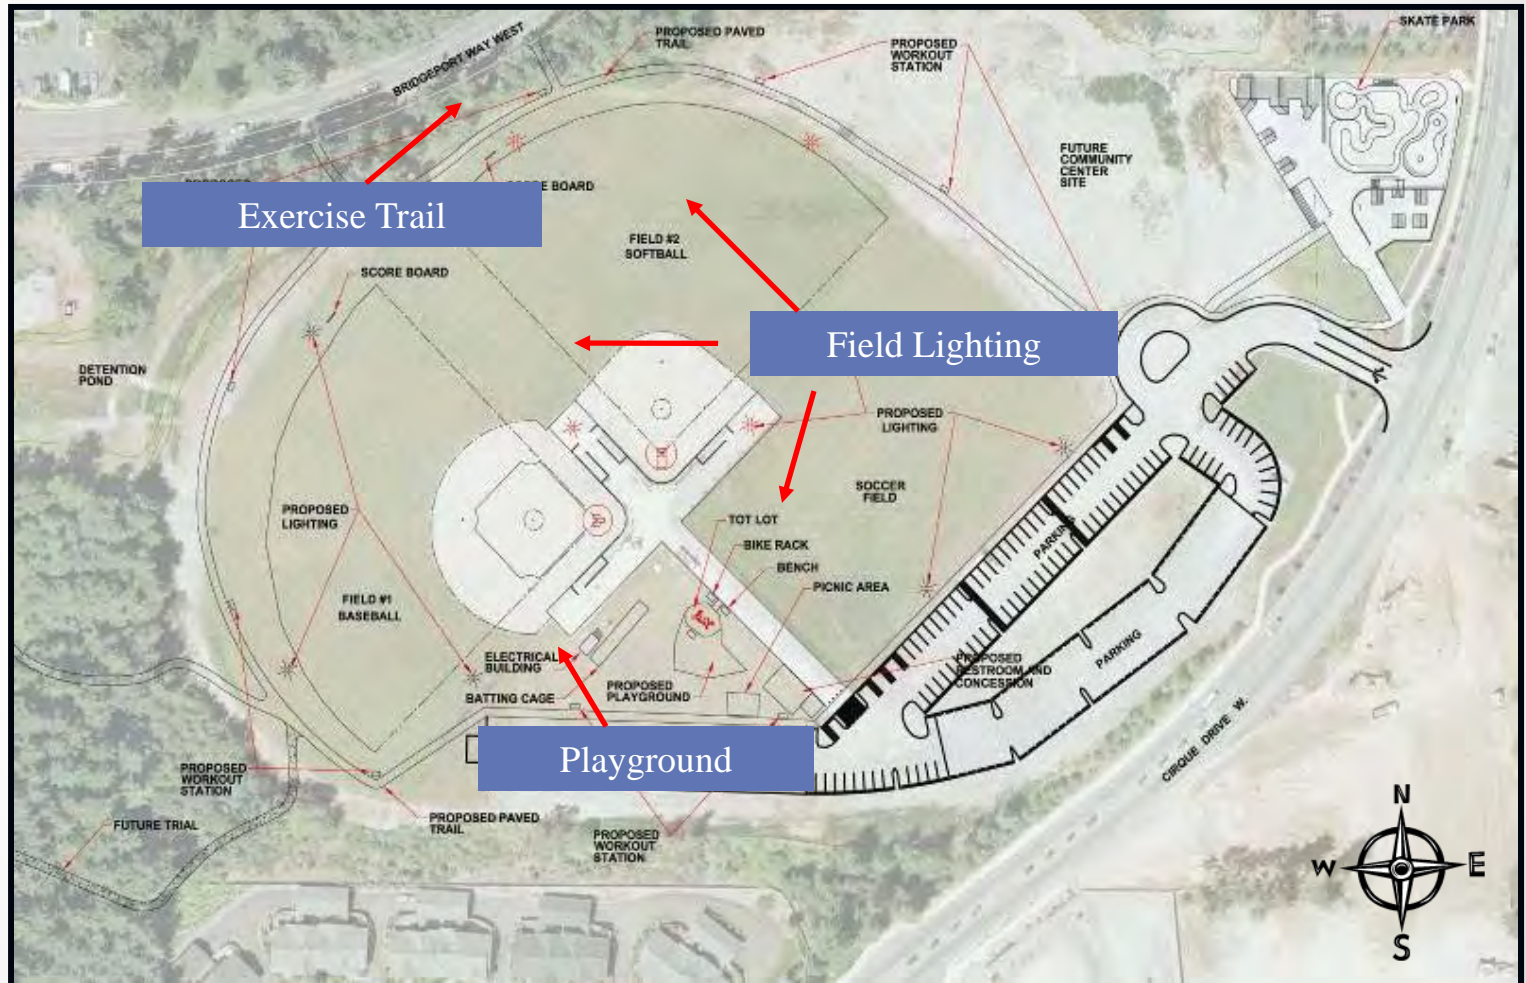 SKATE PARK
PROPOSED PAVED
TRAIL
BRIDGEPORT WAY WEST
PROPOSED
WORKOUT
STATION
FUTURE
COMMUNITY
CENTER
SITE
PROPOSED
Exercise Trail
SCORE BOARD
FIELD #2
SOFTBALL
SCORE BOARD
Field Lighting
DETENTION
POND
PROPOSED
LIGHTING
SOCCER
FIELD
PROPOSED
LIGHTING
TOT LOT
BIKE RACK
BENCH
PICNIC AREA
PARKING
FIELD #1
BASEBALL
ELECTRICAL
BUILDING
BATTING CAGE
PROPOSED
PLAYGROUND
PROPOSED
RESTROOM AND
CONCESSION
PARKING
Playground
CIRQUE DRIVE W.
PROPOSED
WORKOUT
STATION
PROPOSED PAVED
TRAIL
FUTURE TRIAL
PROPOSED
WORKOUT
STATION
N
W
E
S